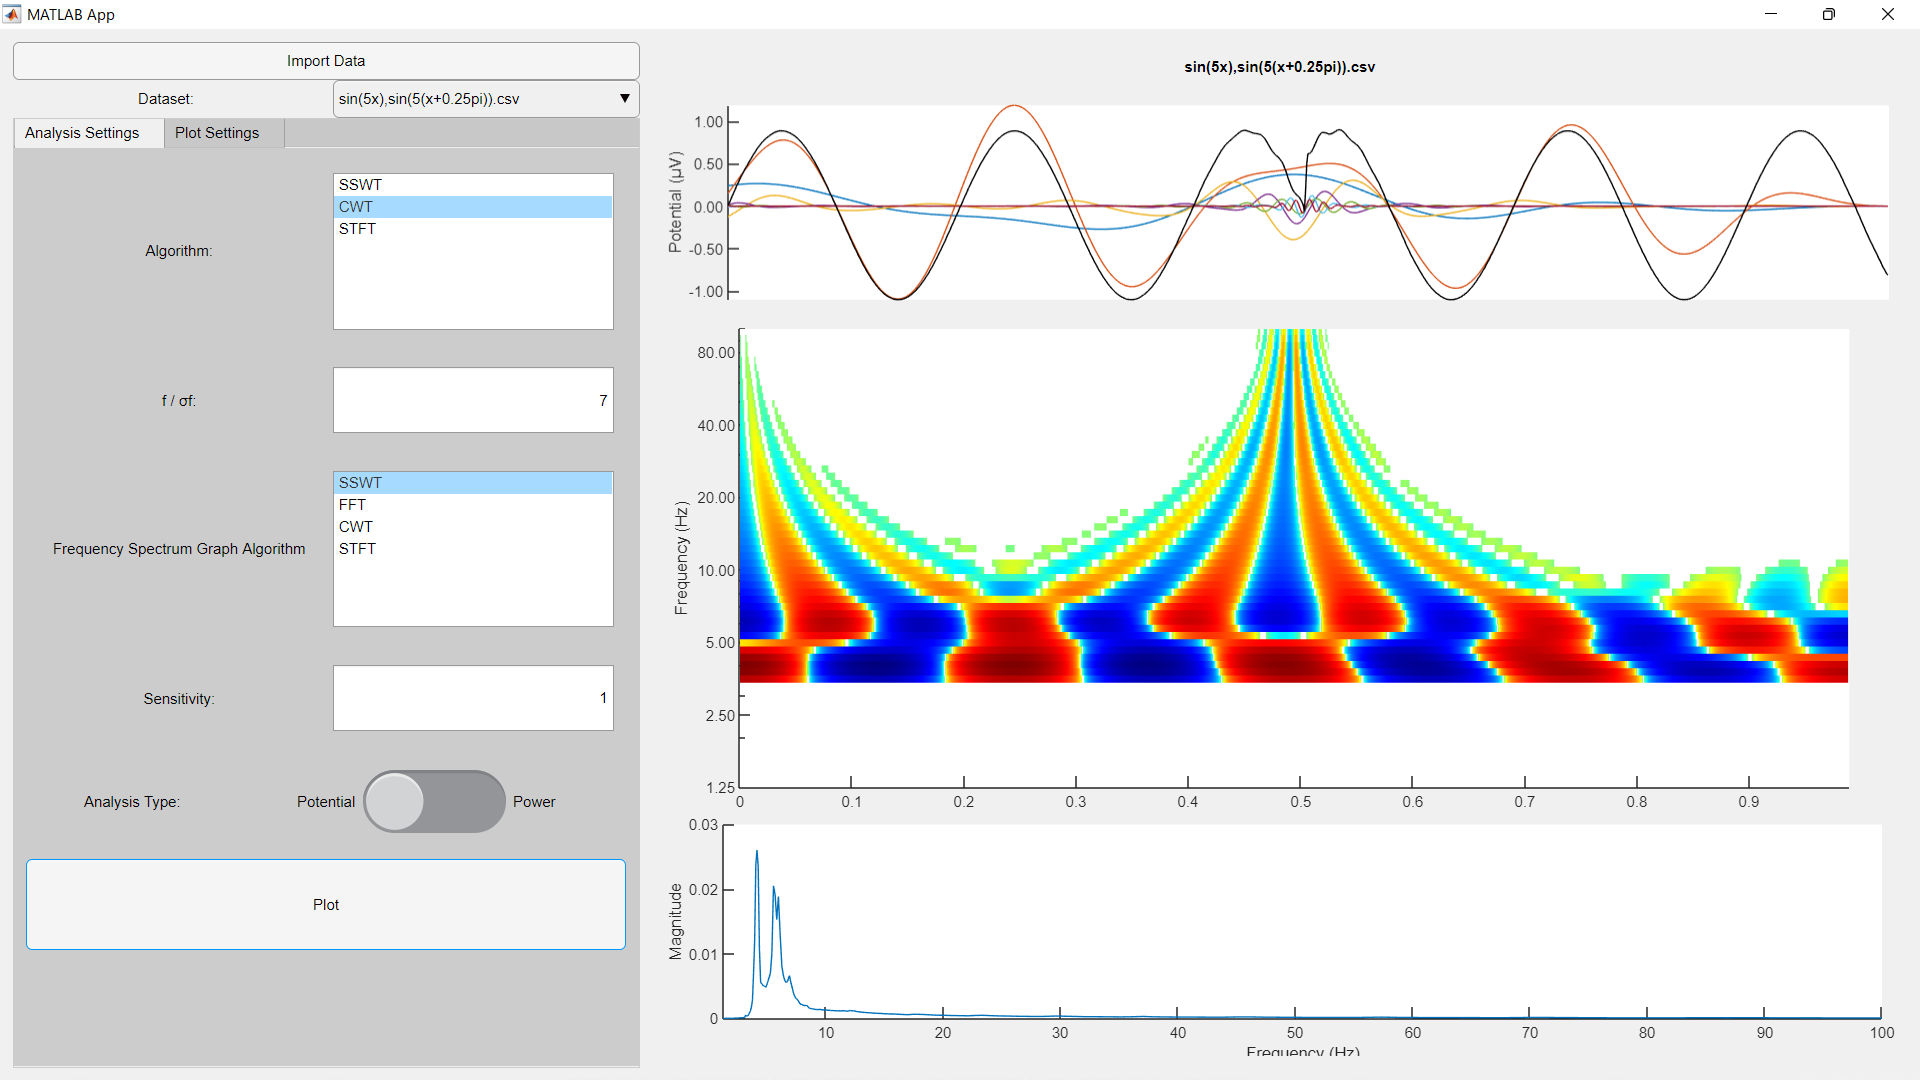 MATLAB App
Import Data
Dataset:
sin(5x),sin(5(x+0.25pi)).csv
Analysis Settings
Plot Settings
Algorithm:
SSWT
CWT
STFT
f / σf:
7
Frequency Spectrum Graph Algorithm
SSWT
FFT
CWT
STFT
Sensitivity:
1
Analysis Type:
Potential
Power
Plot
sin(5x),sin(5(x+0.25pi)).csv
Potential (µV)
1.00
0.50
0.00
-0.50
-1.00
Frequency (Hz)
80.00
40.00
20.00
10.00
5.00
2.50
1.25
0 0.1 0.2 0.3 0.4 0.5 0.6 0.7 0.8 0.9
Magnitude
0.03
0.02
0.01
0
10 20 30 40 50 60 70 80 90 100
Frequency (Hz)